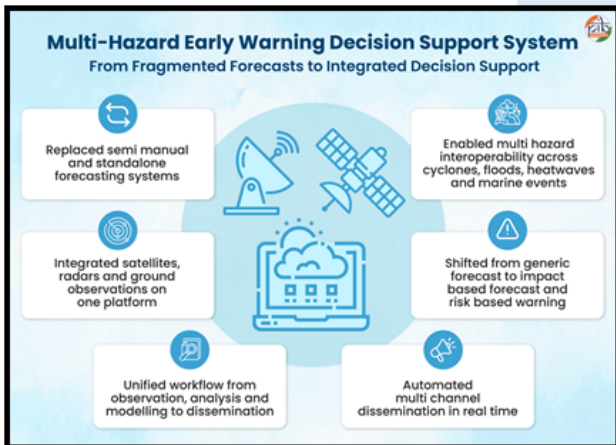 pib
Multi-Hazard Early Warning Decision Support System
From Fragmented Forecasts to Integrated Decision Support
Replaced semi manual
and standalone
forecasting systems
Enabled multi hazard
interoperability across
cyclones, floods, heatwaves
and marine events
Integrated satellites,
radars and ground
observations on
one platform
Shifted from generic
forecast to impact
based forecast and
risk based warning
Unified workflow from
observation, analysis and
modelling to dissemination
Automated
multi channel
dissemination in real time